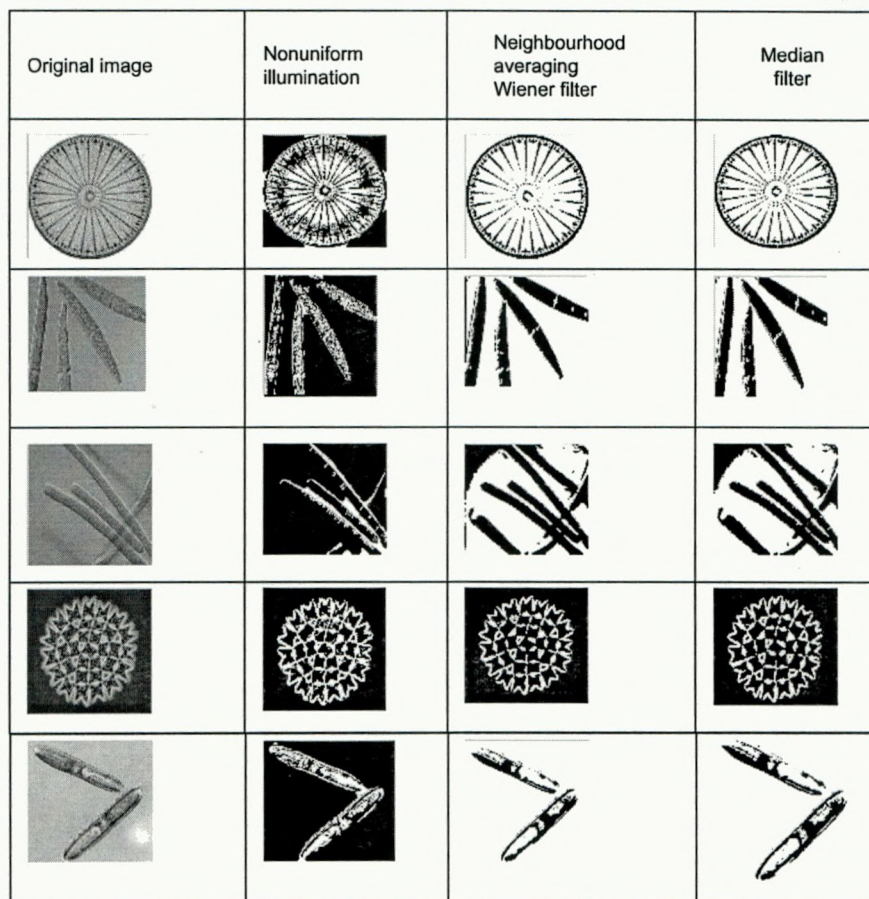 Original image
Nonuniform
illumination
Neighbourhood
averaging
Wiener filter
Median
filter